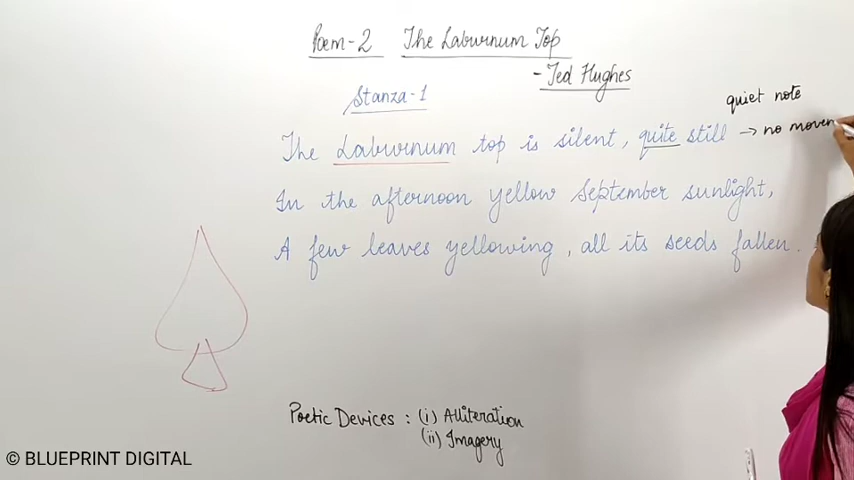 Poem-2 The Laburnum Top
- Ted Hughes
Stanza-1
quiet note
The Laburnum top is silent, quite still → no movem
In the afternoon yellow September sunlight,
A few leaves yellowing, all its seeds fallen.
Poetic Devices : (i) Alliteration
(ii) Imagery
© BLUEPRINT DIGITAL